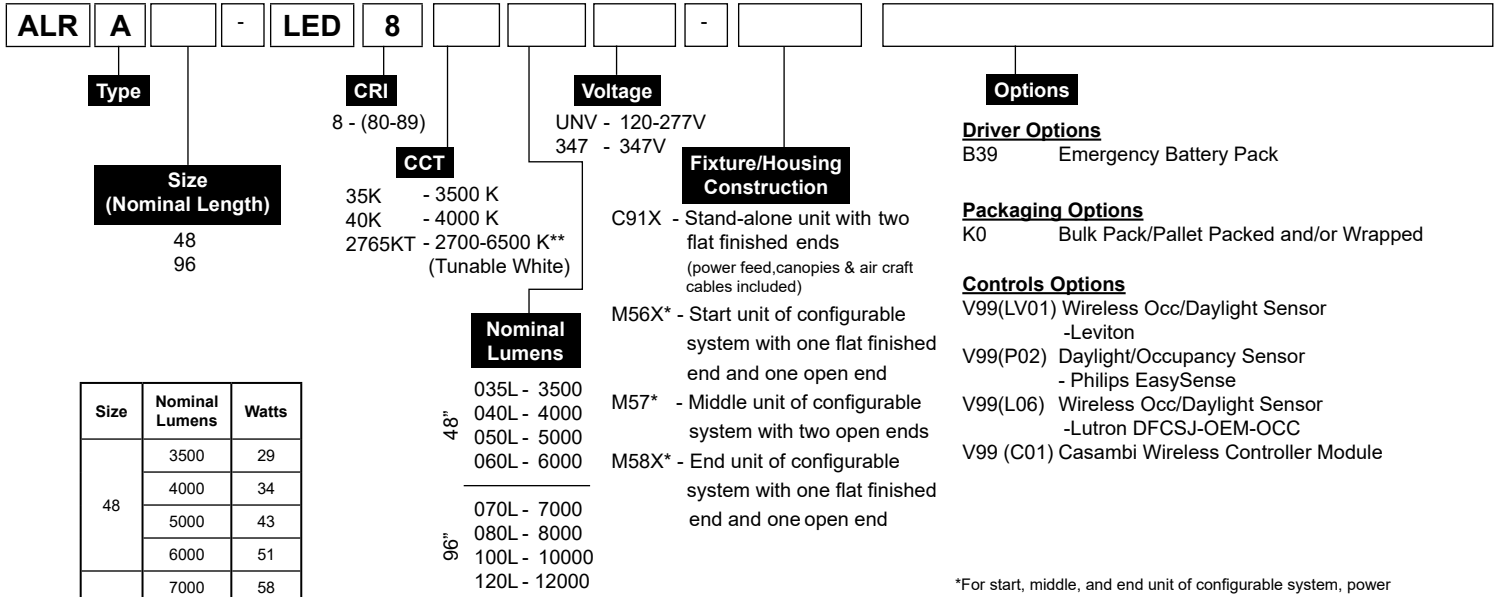 ALR A - LED 8 -
Type
Size
(Nominal Length)
48
96
CRI
8 - (80-89)
CCT
35K - 3500 K
40K - 4000 K
2765KT - 2700-6500 K**
(Tunable White)
Nominal
Lumens
48”
035L - 3500
040L - 4000
050L - 5000
060L - 6000
96”
070L - 7000
080L - 8000
100L - 10000
120L - 12000
Voltage
UNV - 120-277V
347 - 347V
Fixture/Housing
Construction
C91X - Stand-alone unit with two
flat finished ends
(power feed,canopies & air craft
cables included)
M56X* - Start unit of configurable
system with one flat finished
end and one open end
M57* - Middle unit of configurable
system with two open ends
M58X* - End unit of configurable
system with one flat finished
end and one open end
Options
Driver Options
B39 Emergency Battery Pack
Packaging Options
K0 Bulk Pack/Pallet Packed and/or Wrapped
Controls Options
V99(LV01) Wireless Occ/Daylight Sensor
-Leviton
V99(P02) Daylight/Occupancy Sensor
- Philips EasySense
V99(L06) Wireless Occ/Daylight Sensor
-Lutron DFCSJ-OEM-OCC
V99 (C01) Casambi Wireless Controller Module
Size Nominal Lumens Watts
48 3500 29
4000 34
5000 43
6000 51
7000 58
*For start, middle, and end unit of configurable system, power